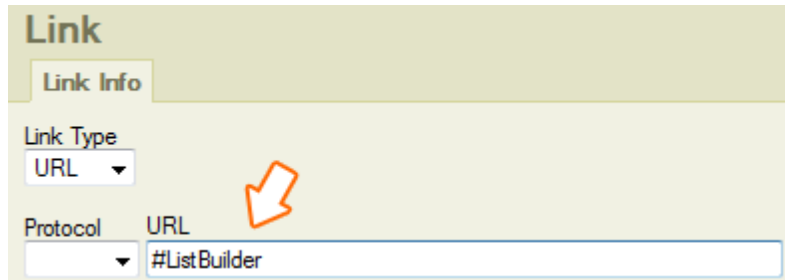 Link
Link Info
Link Type
URL
Protocol URL
#ListBuilder